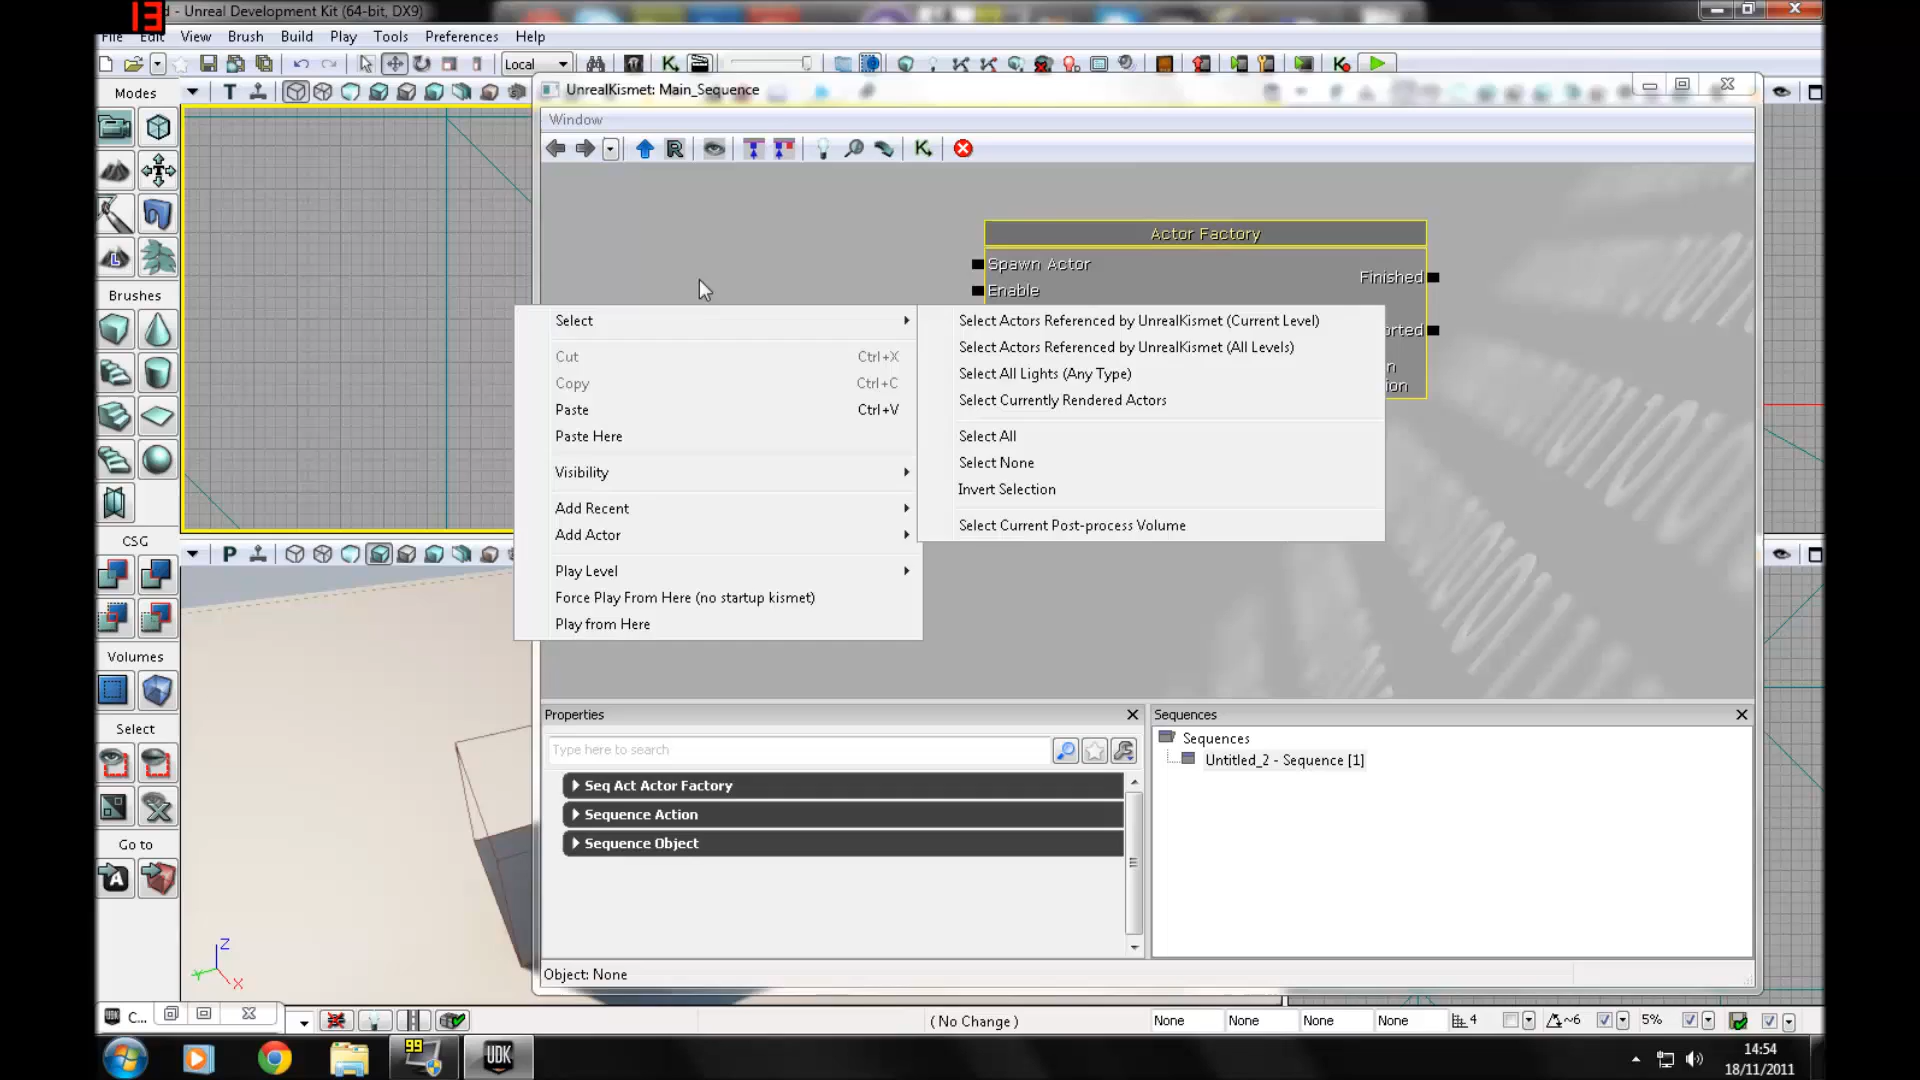 13
d - Unreal Development Kit (64-bit, DX9)
File Edit View Brush Build Play Tools Preferences Help
Local
Modes
UnrealKismet: Main_Sequence
Window
Actor Factory
Spawn Actor
Enable
Finished
orted
n
ion
Select
Cut Ctrl+X
Copy Ctrl+C
Paste Ctrl+V
Paste Here
Visibility
Add Recent
Add Actor
Play Level
Force Play From Here (no startup kismet)
Play from Here
Select Actors Referenced by UnrealKismet (Current Level)
Select Actors Referenced by UnrealKismet (All Levels)
Select All Lights (Any Type)
Select Currently Rendered Actors
Select All
Select None
Invert Selection
Select Current Post-process Volume
Brushes
CSG
Volumes
Select
Go to
T
P
Z
Y
X
Properties
Type here to search
Seq Act Actor Factory
Sequence Action
Sequence Object
Sequences
Sequences
Untitled_2 - Sequence [1]
Object: None
C...
( No Change )
None None None None
4
~6
5%
99
UDK
14:54
18/11/2011